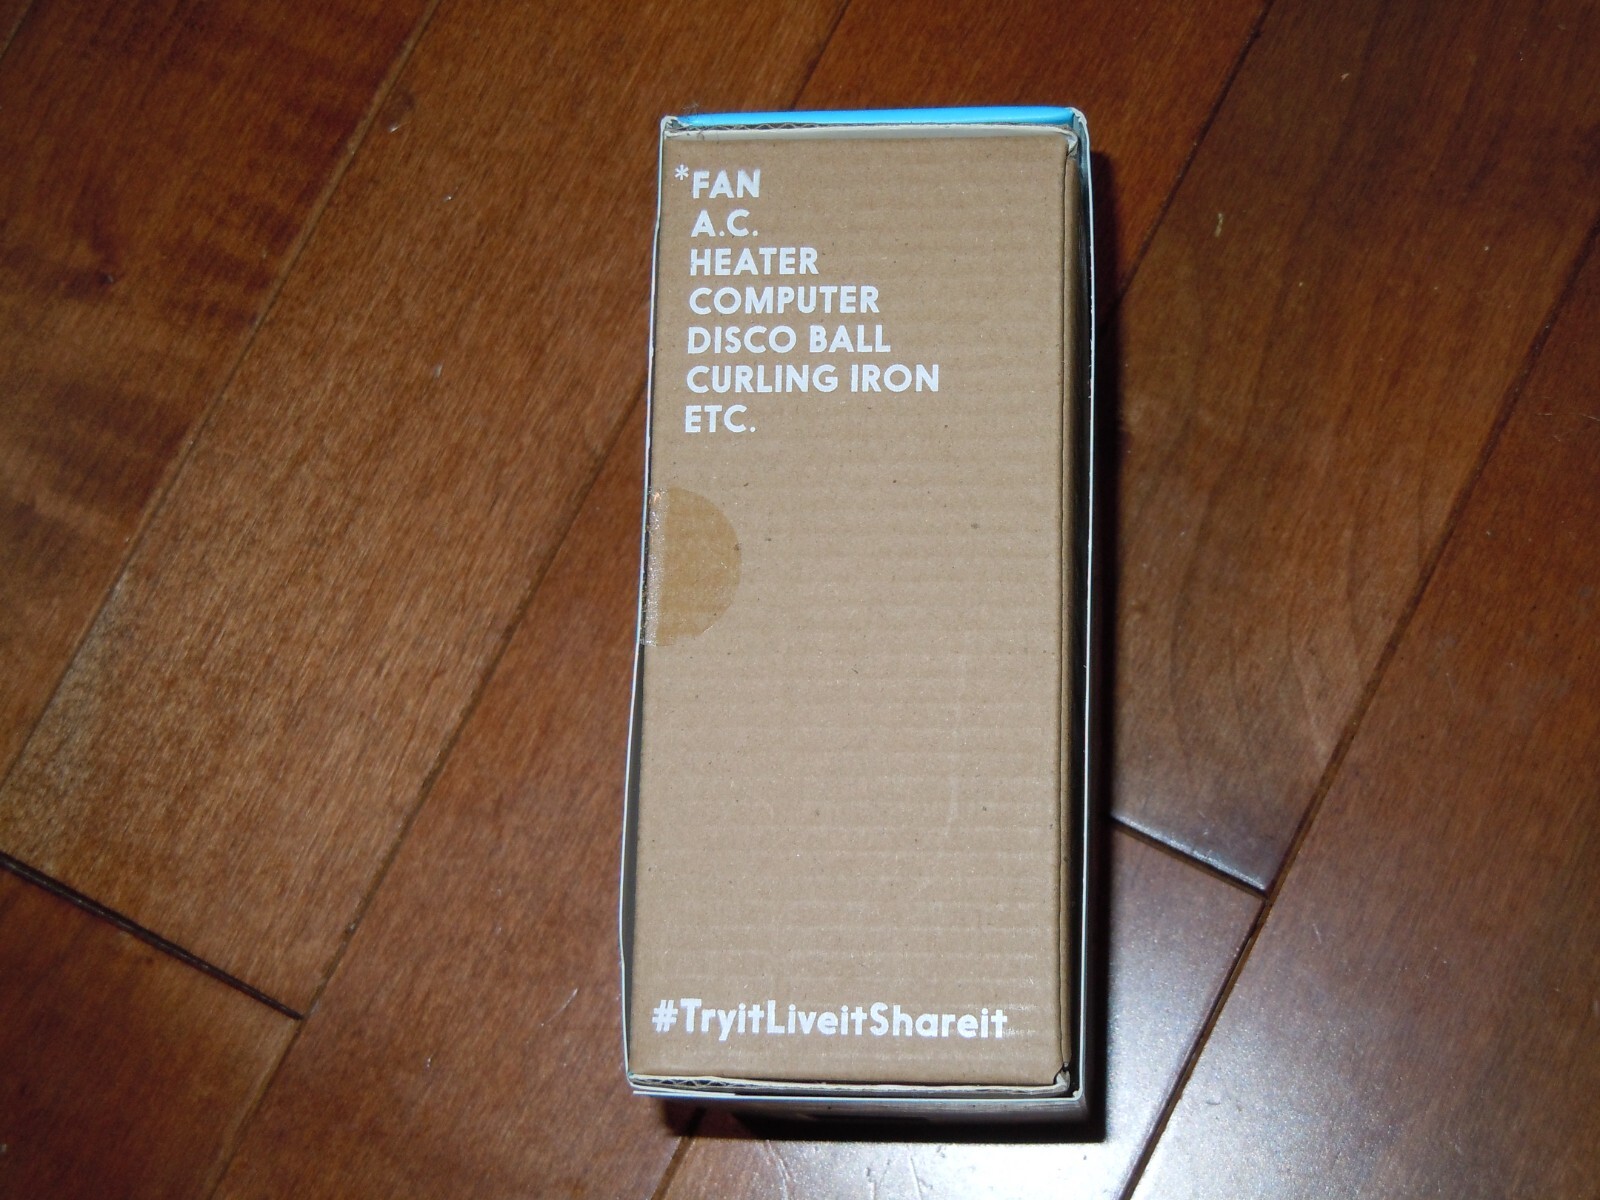 *FAN
A.C.
HEATER
COMPUTER
DISCO BALL
CURLING IRON
ETC.
#TryitLiveitShareit